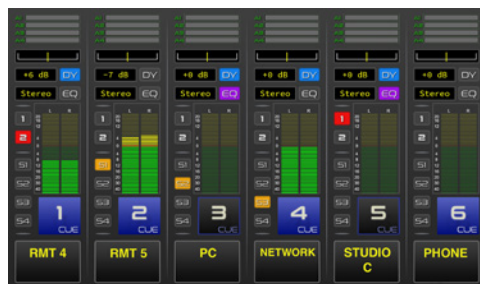 +6 dB DY
-7 dB DY
+0 dB DY
+0 dB DY
+0 dB DY
+0 dB DY
Stereo EQ
Stereo EQ
Stereo EQ
Stereo EQ
Stereo EQ
Stereo EQ
L R
L R
L R
L R
L R
L R
1
1
1
1
1
1
2
2
2
2
2
2
S1
S1
S1
S1
S1
S1
S2
S2
S2
S2
S2
S2
S3
S3
S3
S3
S3
S3
S4
S4
S4
S4
S4
S4
1
2
3
4
5
6
CUE
CUE
CUE
CUE
CUE
CUE
RMT 4
RMT 5
PC
NETWORK
STUDIO
C
PHONE